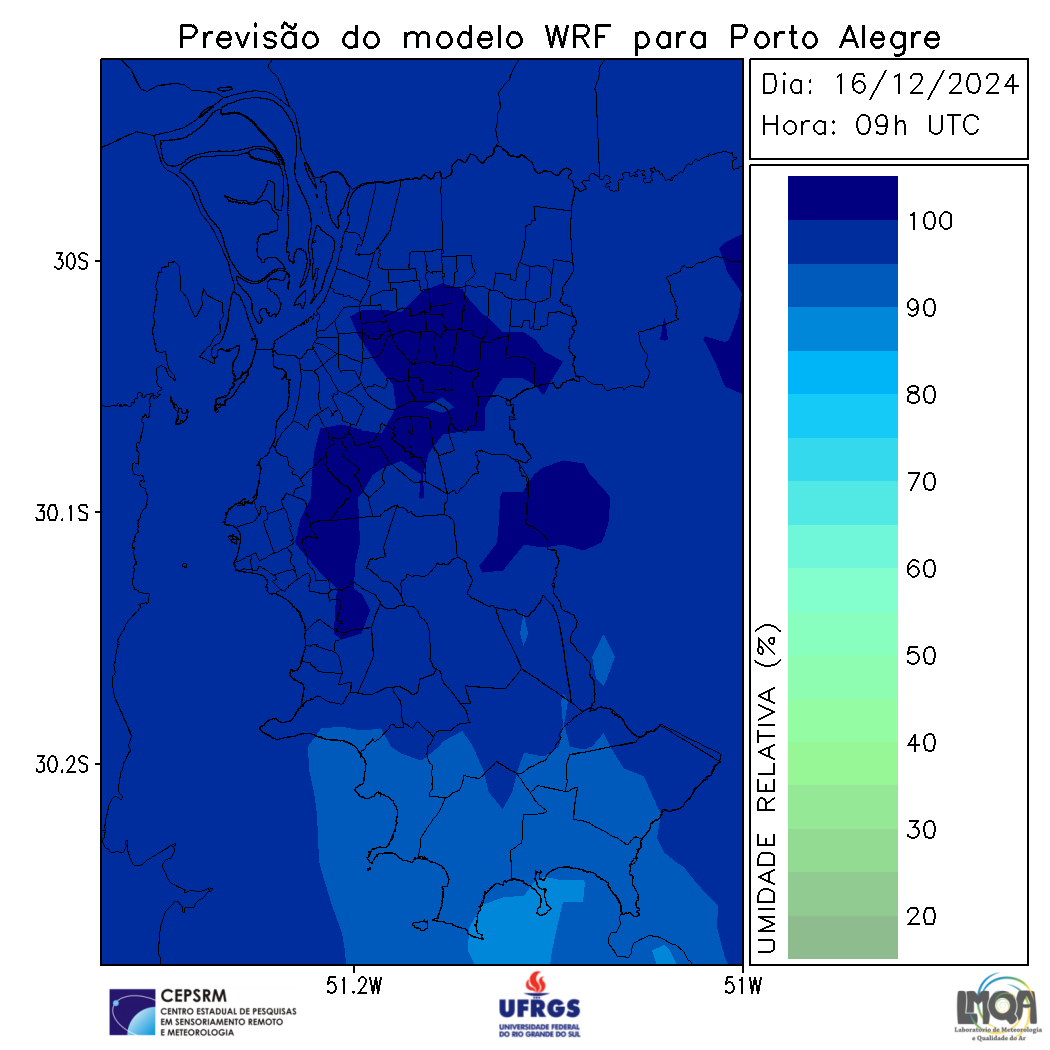 Previsão do modelo WRF para Porto Alegre
Dia: 16/12/2024
Hora: 09h UTC
30S
30.1S
30.2S
51.2W
51W
100
90
80
70
60
50
40
30
20
UMIDADE RELATIVA (%)
CEPSRM
CENTRO ESTADUAL DE PESQUISAS
EM SENSORIAMENTO REMOTO
E METEOROLOGIA
UFRGS
UNIVERSIDADE FEDERAL
DO RIO GRANDE DO SUL
LMQA
Laboratório de Meteorologia
e Qualidade do Ar